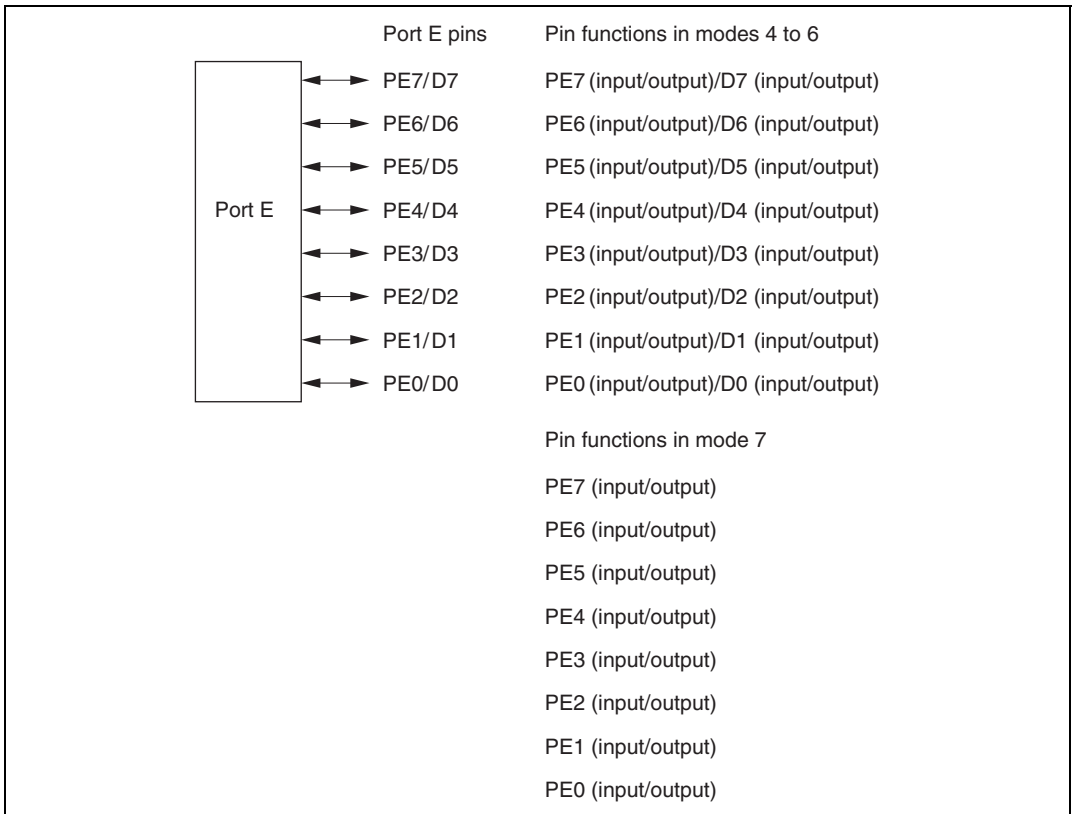 Port E pins Pin functions in modes 4 to 6
PE7/D7 PE7 (input/output)/D7 (input/output)
PE6/D6 PE6 (input/output)/D6 (input/output)
PE5/D5 PE5 (input/output)/D5 (input/output)
Port E PE4/D4 PE4 (input/output)/D4 (input/output)
PE3/D3 PE3 (input/output)/D3 (input/output)
PE2/D2 PE2 (input/output)/D2 (input/output)
PE1/D1 PE1 (input/output)/D1 (input/output)
PE0/D0 PE0 (input/output)/D0 (input/output)
Pin functions in mode 7
PE7 (input/output)
PE6 (input/output)
PE5 (input/output)
PE4 (input/output)
PE3 (input/output)
PE2 (input/output)
PE1 (input/output)
PE0 (input/output)